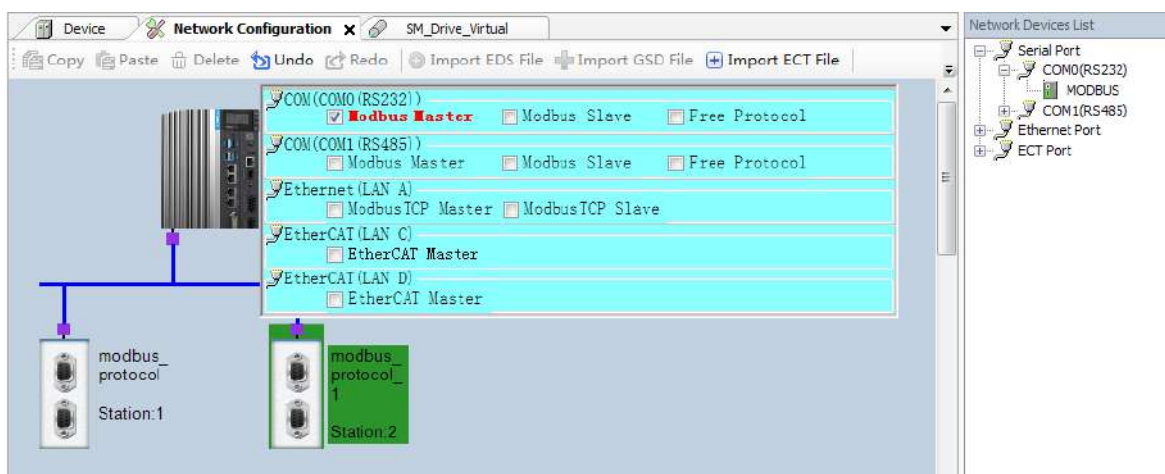 Device
Network Configuration x
SM_Drive_Virtual
Copy Paste Delete Undo Redo Import EDS File Import GSD File Import ECT File
COM(COM0(RS232))
Modbus Master Modbus Slave Free Protocol
COM(COM1(RS485))
Modbus Master Modbus Slave Free Protocol
Ethernet(LAN A)
ModbusTCP Master ModbusTCP Slave
EtherCAT(LAN C)
EtherCAT Master
EtherCAT(LAN D)
EtherCAT Master
modbus_
protocol
Station:1
modbus_
protocol_
1
Station:2
Network Devices List
Serial Port
COM0(RS232)
MODBUS
COM1(RS485)
Ethernet Port
ECT Port